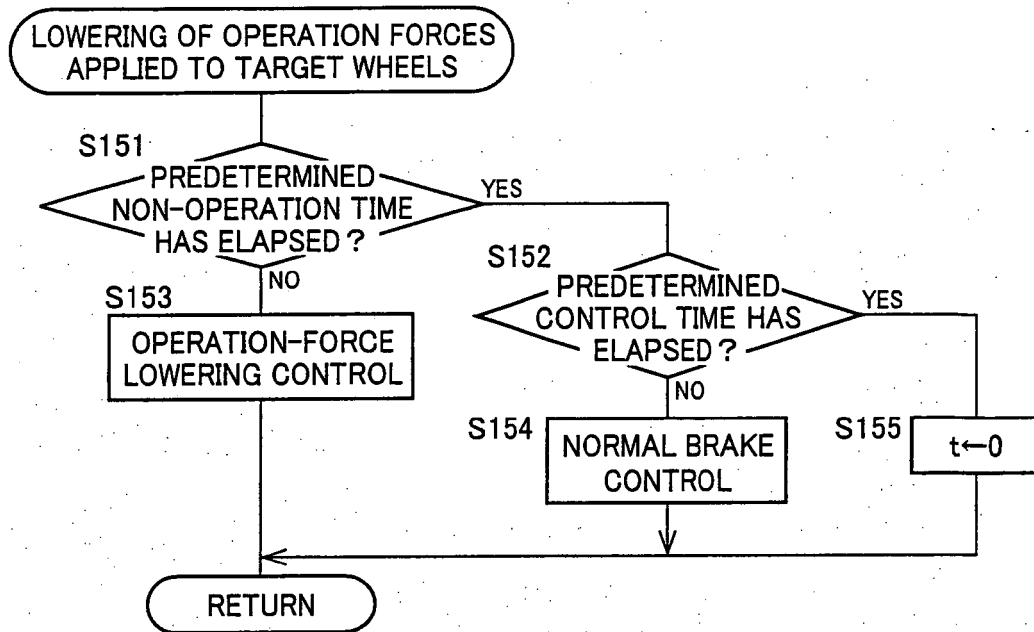 LOWERING OF OPERATION FORCES
APPLIED TO TARGET WHEELS
S151
PREDETERMINED
NON-OPERATION TIME
HAS ELAPSED?
YES
NO
S152
PREDETERMINED
CONTROL TIME HAS
ELAPSED?
YES
NO
S153
OPERATION-FORCE
LOWERING CONTROL
S154
NORMAL BRAKE
CONTROL
S155
t←0
RETURN